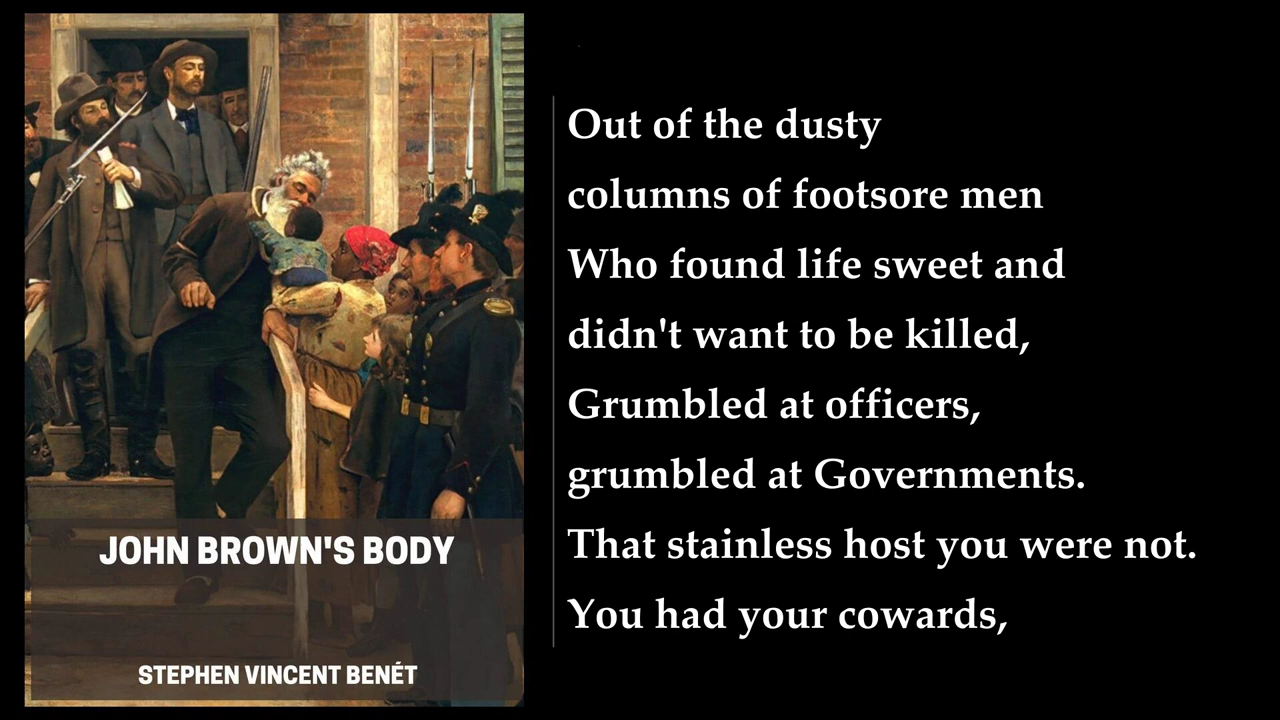 JOHN BROWN'S BODY
STEPHEN VINCENT BENÉT
Out of the dusty
columns of footsore men
Who found life sweet and
didn't want to be killed,
Grumbled at officers,
grumbled at Governments.
That stainless host you were not.
You had your cowards,